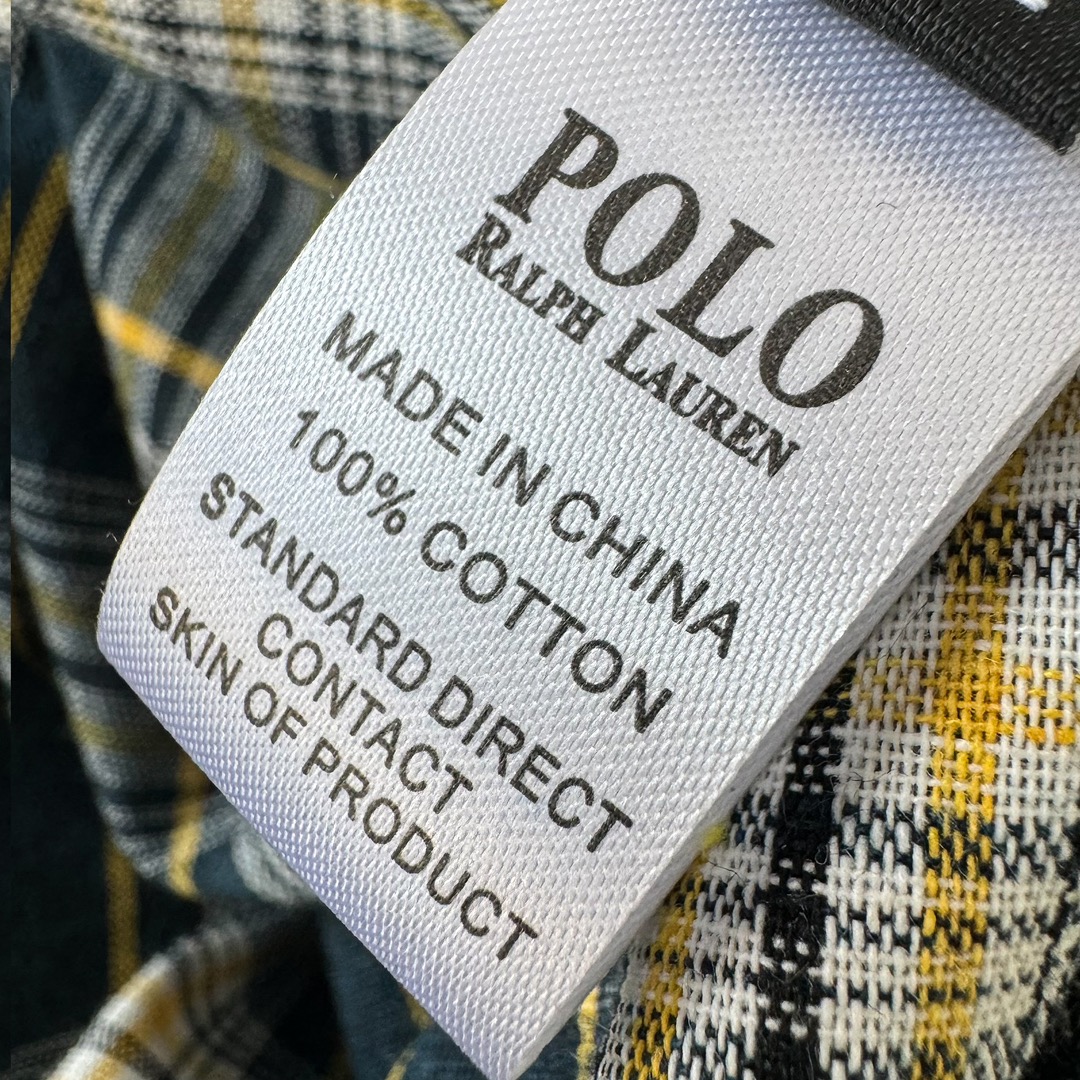 POLO
RALPH LAUREN
MADE IN CHINA
100% COTTON
STANDARD DIRECT
CONTACT
SKIN OF PRODUCT